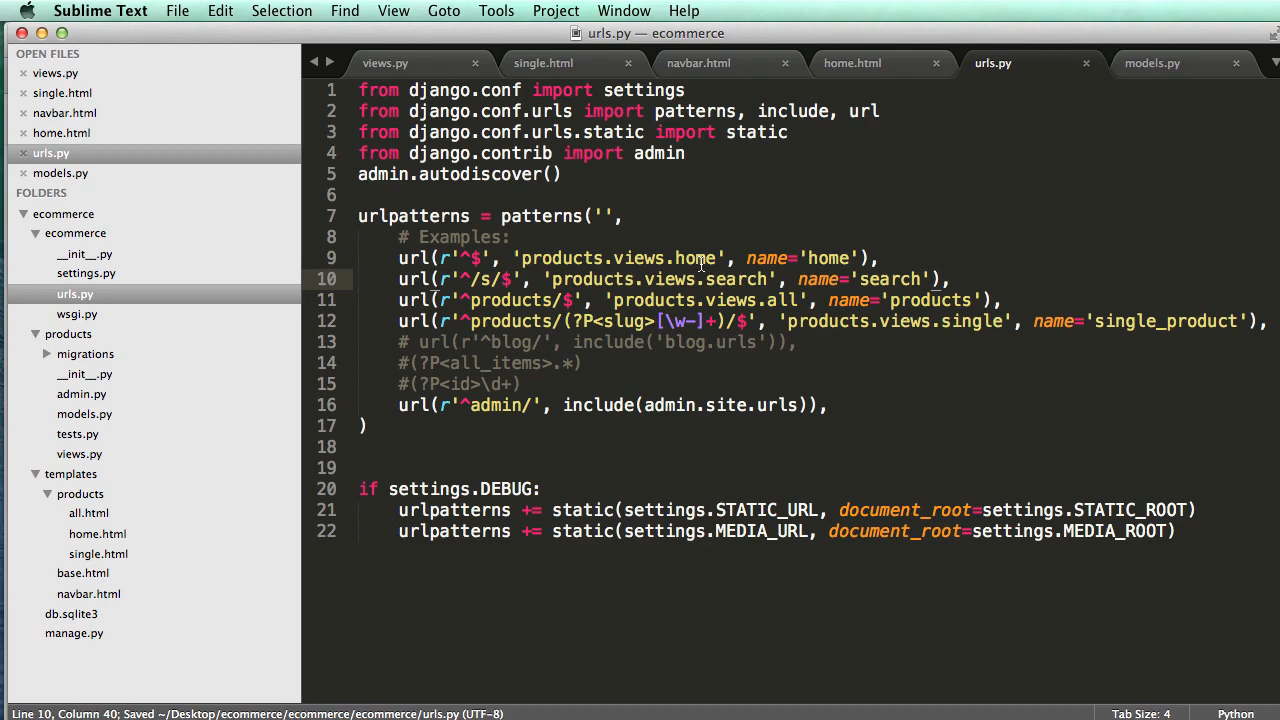 Sublime Text File Edit Selection Find View Goto Tools Project Window Help
urls.py — ecommerce
OPEN FILES
views.py
single.html
navbar.html
home.html
urls.py
models.py
FOLDERS
ecommerce
ecommerce
__init__.py
settings.py
urls.py
wsgi.py
products
migrations
__init__.py
admin.py
models.py
tests.py
views.py
templates
products
all.html
home.html
single.html
base.html
navbar.html
db.sqlite3
manage.py
views.py single.html navbar.html home.html urls.py models.py
1 from django.conf import settings
2 from django.conf.urls import patterns, include, url
3 from django.conf.urls.static import static
4 from django.contrib import admin
5 admin.autodiscover()
6
7 urlpatterns = patterns('',
8 # Examples:
9 url(r'^$', 'products.views.home', name='home'),
10 url(r'^/s/$', 'products.views.search', name='search'),
11 url(r'^products/$', 'products.views.all', name='products'),
12 url(r'^products/(?P<slug>[\w-]+)/$', 'products.views.single', name='single_product'),
13 # url(r'^blog/', include('blog.urls')),
14 #(?P<all_items>.*)
15 #(?P<id>\d+)
16 url(r'^admin/', include(admin.site.urls)),
17 )
18
19
20 if settings.DEBUG:
21 urlpatterns += static(settings.STATIC_URL, document_root=settings.STATIC_ROOT)
22 urlpatterns += static(settings.MEDIA_URL, document_root=settings.MEDIA_ROOT)
Line 10, Column 40; Saved ~/Desktop/ecommerce/ecommerce/ecommerce/urls.py (UTF-8) Tab Size: 4 Python